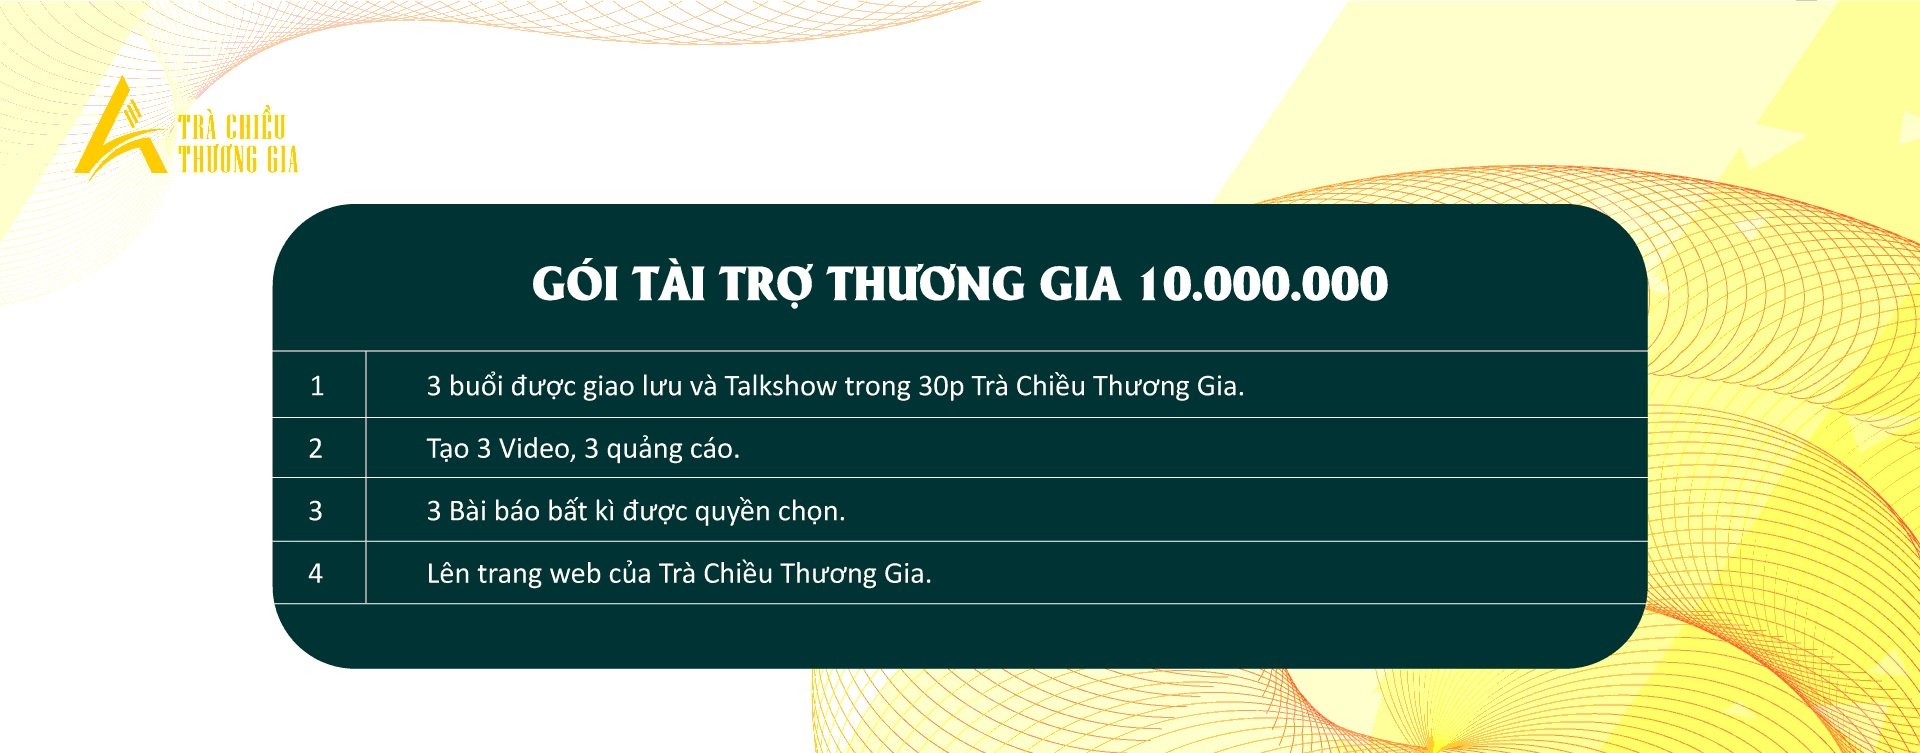 TRÀ CHIỀU
THƯƠNG GIA
GÓI TÀI TRỢ THƯƠNG GIA 10.000.000
1 3 buổi được giao lưu và Talkshow trong 30p Trà Chiều Thương Gia.
2 Tạo 3 Video, 3 quảng cáo.
3 3 Bài báo bất kì được quyền chọn.
4 Lên trang web của Trà Chiều Thương Gia.